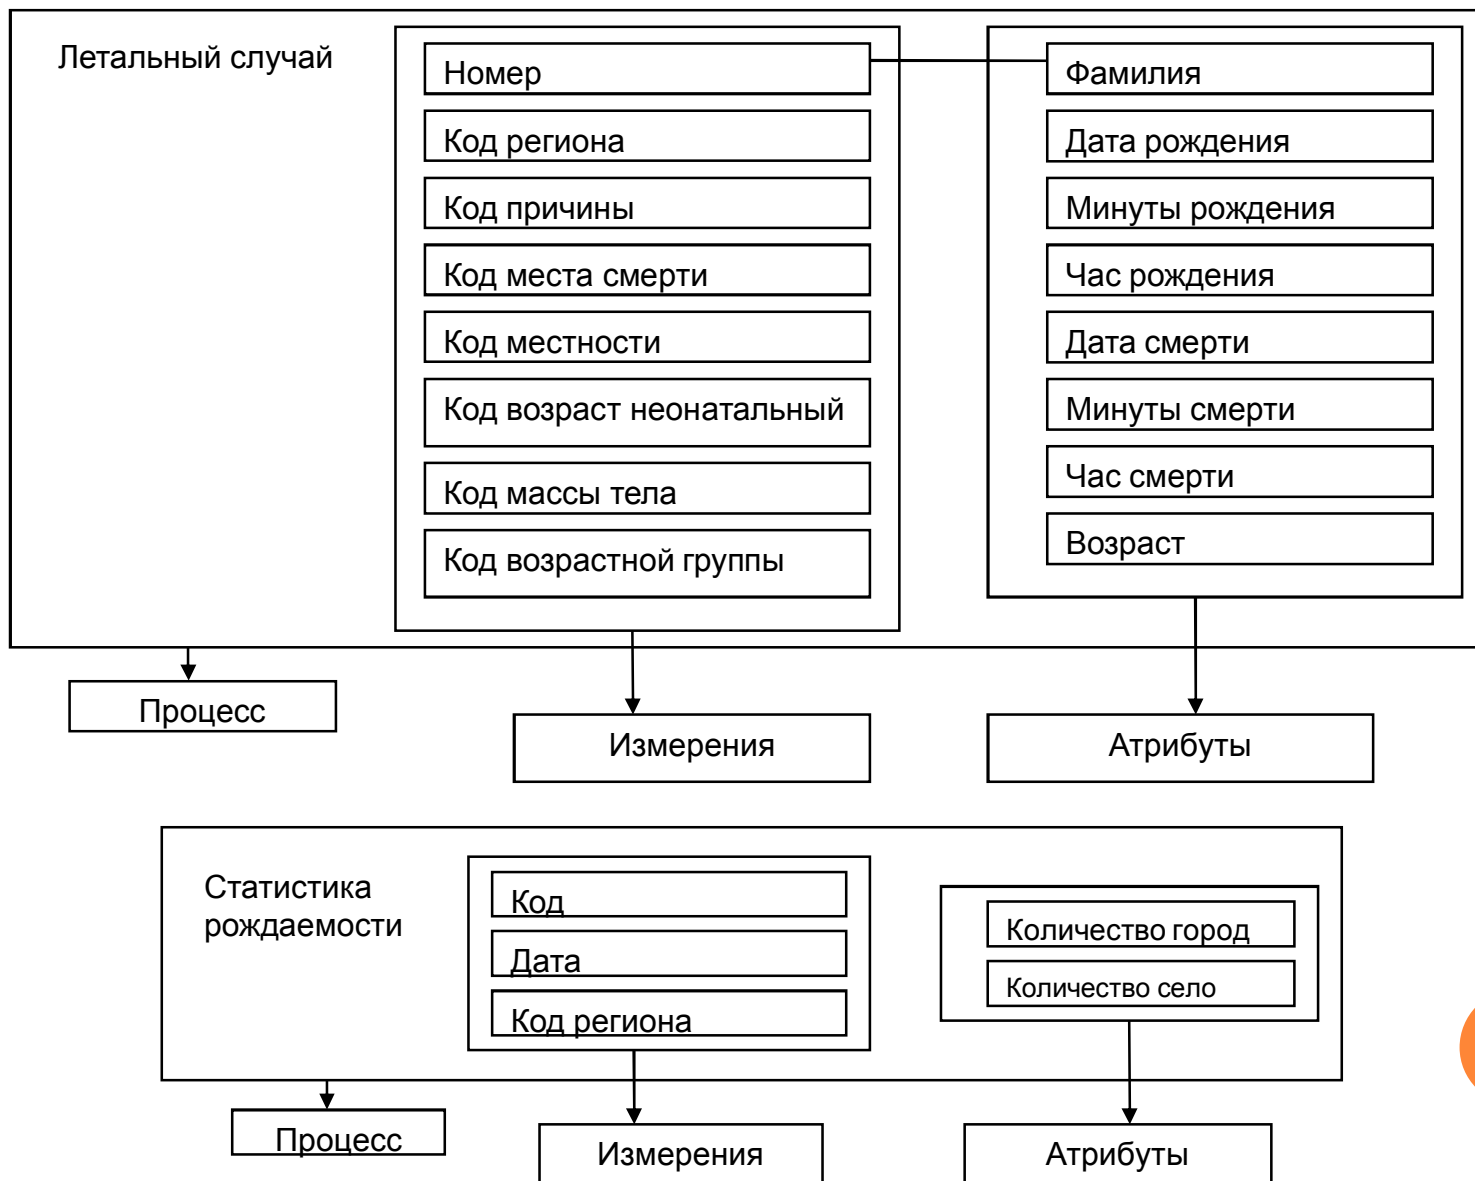 Летальный случай
Номер
Код региона
Код причины
Код места смерти
Код местности
Код возраст неонатальный
Код массы тела
Код возрастной группы
Фамилия
Дата рождения
Минуты рождения
Час рождения
Дата смерти
Минуты смерти
Час смерти
Возраст
Процесс
Измерения
Атрибуты
Статистика
рождаемости
Код
Дата
Код региона
Количество город
Количество село
Процесс
Измерения
Атрибуты